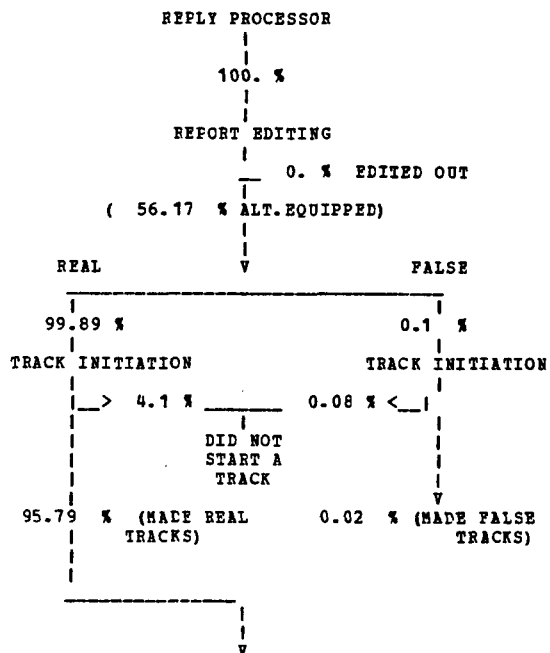 REPLY PROCESSOR
100. %
REPORT EDITING
0. % EDITED OUT
( 56.17 % ALT.EQUIPPED)
REAL FALSE
99.89 % 0.1 %
TRACK INITIATION TRACK INITIATION
4.1 % 0.08 %
DID NOT
START A
TRACK
95.79 % (MADE REAL
TRACKS)
0.02 % (MADE FALSE
TRACKS)